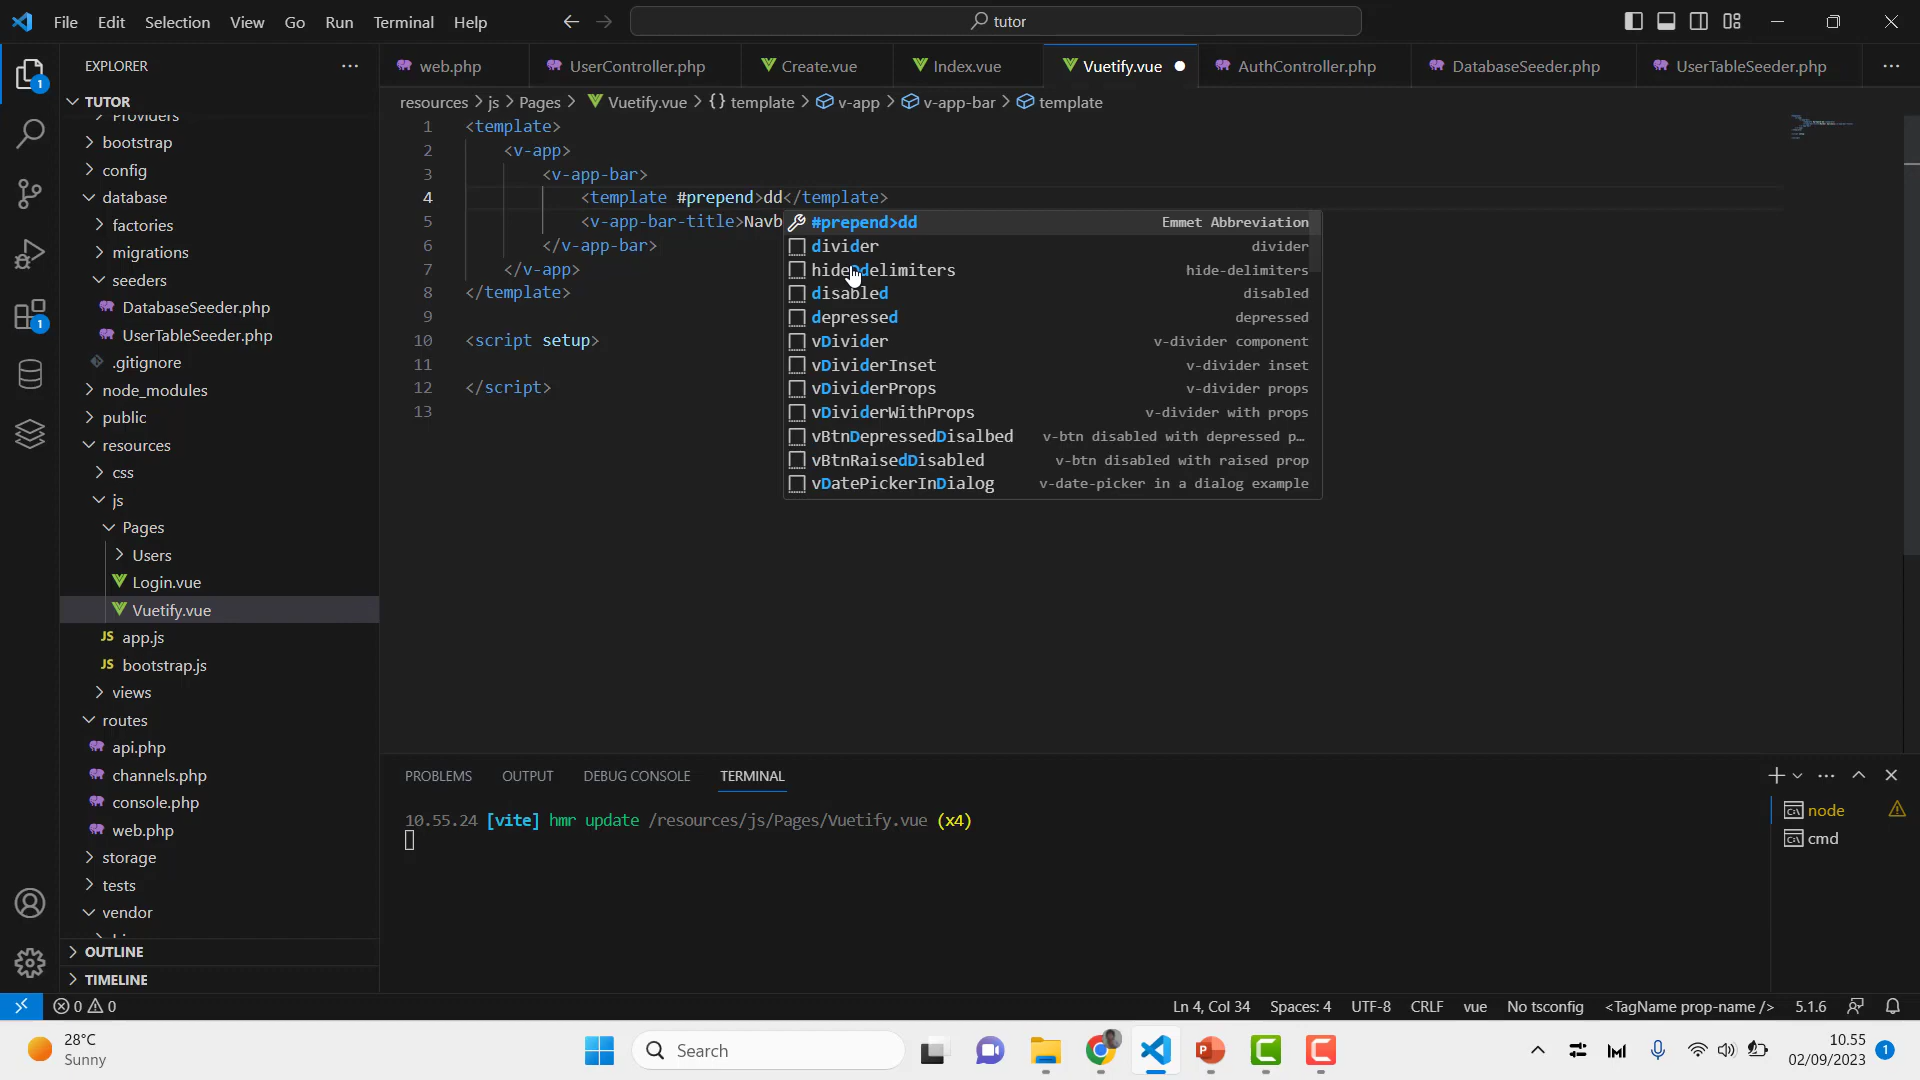 File Edit Selection View Go Run Terminal Help tutor
EXPLORER
web.php UserController.php Create.vue Index.vue Vuetify.vue AuthController.php DatabaseSeeder.php UserTableSeeder.php
resources > js > Pages > Vuetify.vue > {} template > v-app > v-app-bar > template
TUTOR
Providers
bootstrap
config
database
factories
migrations
seeders
DatabaseSeeder.php
UserTableSeeder.php
.gitignore
node_modules
public
resources
css
js
Pages
Users
Login.vue
Vuetify.vue
JS app.js
JS bootstrap.js
views
routes
api.php
channels.php
console.php
web.php
storage
tests
vendor
OUTLINE
TIMELINE
1
1
1 <template>
2 <v-app>
3 <v-app-bar>
4 <template #prepend>dd</template>
5 <v-app-bar-title>Navb
6 </v-app-bar>
7 </v-app>
8 </template>
9
10 <script setup>
11
12 </script>
13
#prepend>dd Emmet Abbreviation
divider divider
hideDelimiters hide-delimiters
disabled disabled
depressed depressed
vDivider v-divider component
vDividerInset v-divider inset
vDividerProps v-divider props
vDividerWithProps v-divider with props
vBtnDepressedDisalbed v-btn disabled with depressed p…
vBtnRaisedDisabled v-btn disabled with raised prop
vDatePickerInDialog v-date-picker in a dialog example
PROBLEMS OUTPUT DEBUG CONSOLE TERMINAL
10.55.24 [vite] hmr update /resources/js/Pages/Vuetify.vue (x4)
node
cmd
0 0 Ln 4, Col 34 Spaces: 4 UTF-8 CRLF vue No tsconfig <TagName prop-name /> 5.1.6
28°C
Sunny
Search
10.55
02/09/2023
1